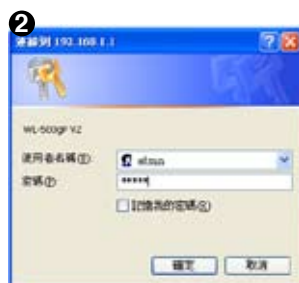 2
連線到 192.168.1.1
WL-500gP V2
使用者名稱(U):
admin
密碼(P):
*****
記憶我的密碼(R)
確定
取消